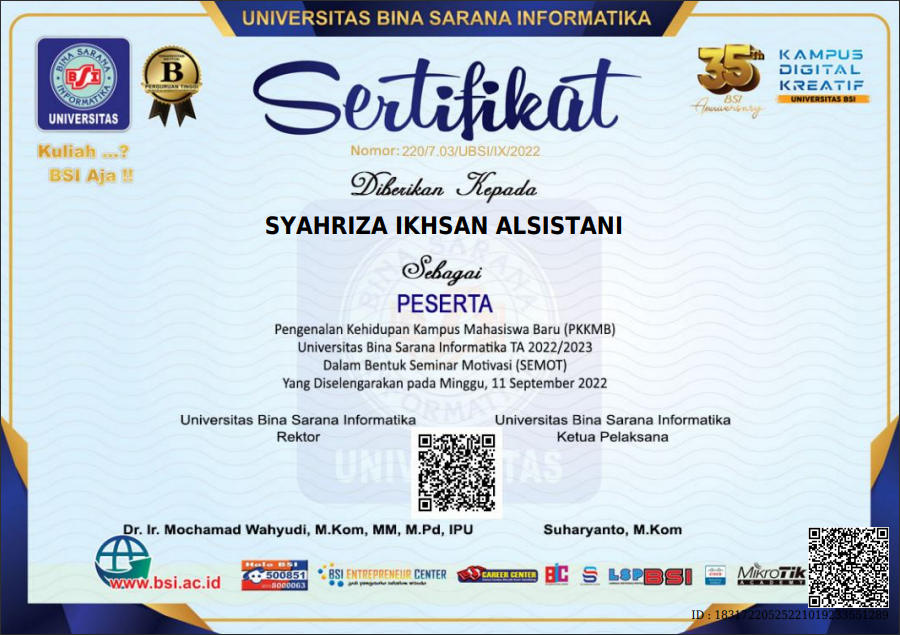 UNIVERSITAS BINA SARANA INFORMATIKA
BINA SARANA
BSI
INFORMATIKA
UNIVERSITAS
B
PERGURUAN TINGGI
Sertifikat
35th
BSI
Anniversary
KAMPUS
DIGITAL
KREATIF
UNIVERSITAS BSI
Kuliah ...?
BSI Aja !!
Nomor: 220/7.03/UBSI/IX/2022
Diberikan Kepada
SYAHRIZA IKHSAN ALSISTANI
Sebagai
PESERTA
Pengenalan Kehidupan Kampus Mahasiswa Baru (PKKMB)
Universitas Bina Sarana Informatika TA 2022/2023
Dalam Bentuk Seminar Motivasi (SEMOT)
Yang Diselengarakan pada Minggu, 11 September 2022
Universitas Bina Sarana Informatika
Rektor
Universitas Bina Sarana Informatika
Ketua Pelaksana
Dr. Ir. Mochamad Wahyudi, M.Kom, MM, M.Pd, IPU
Suharyanto, M.Kom
www.bsi.ac.id
Halo BSI
500851
BSI ENTREPRENEUR CENTER
CAREER CENTER
LSP BSI
MikroTik
ACADEMY